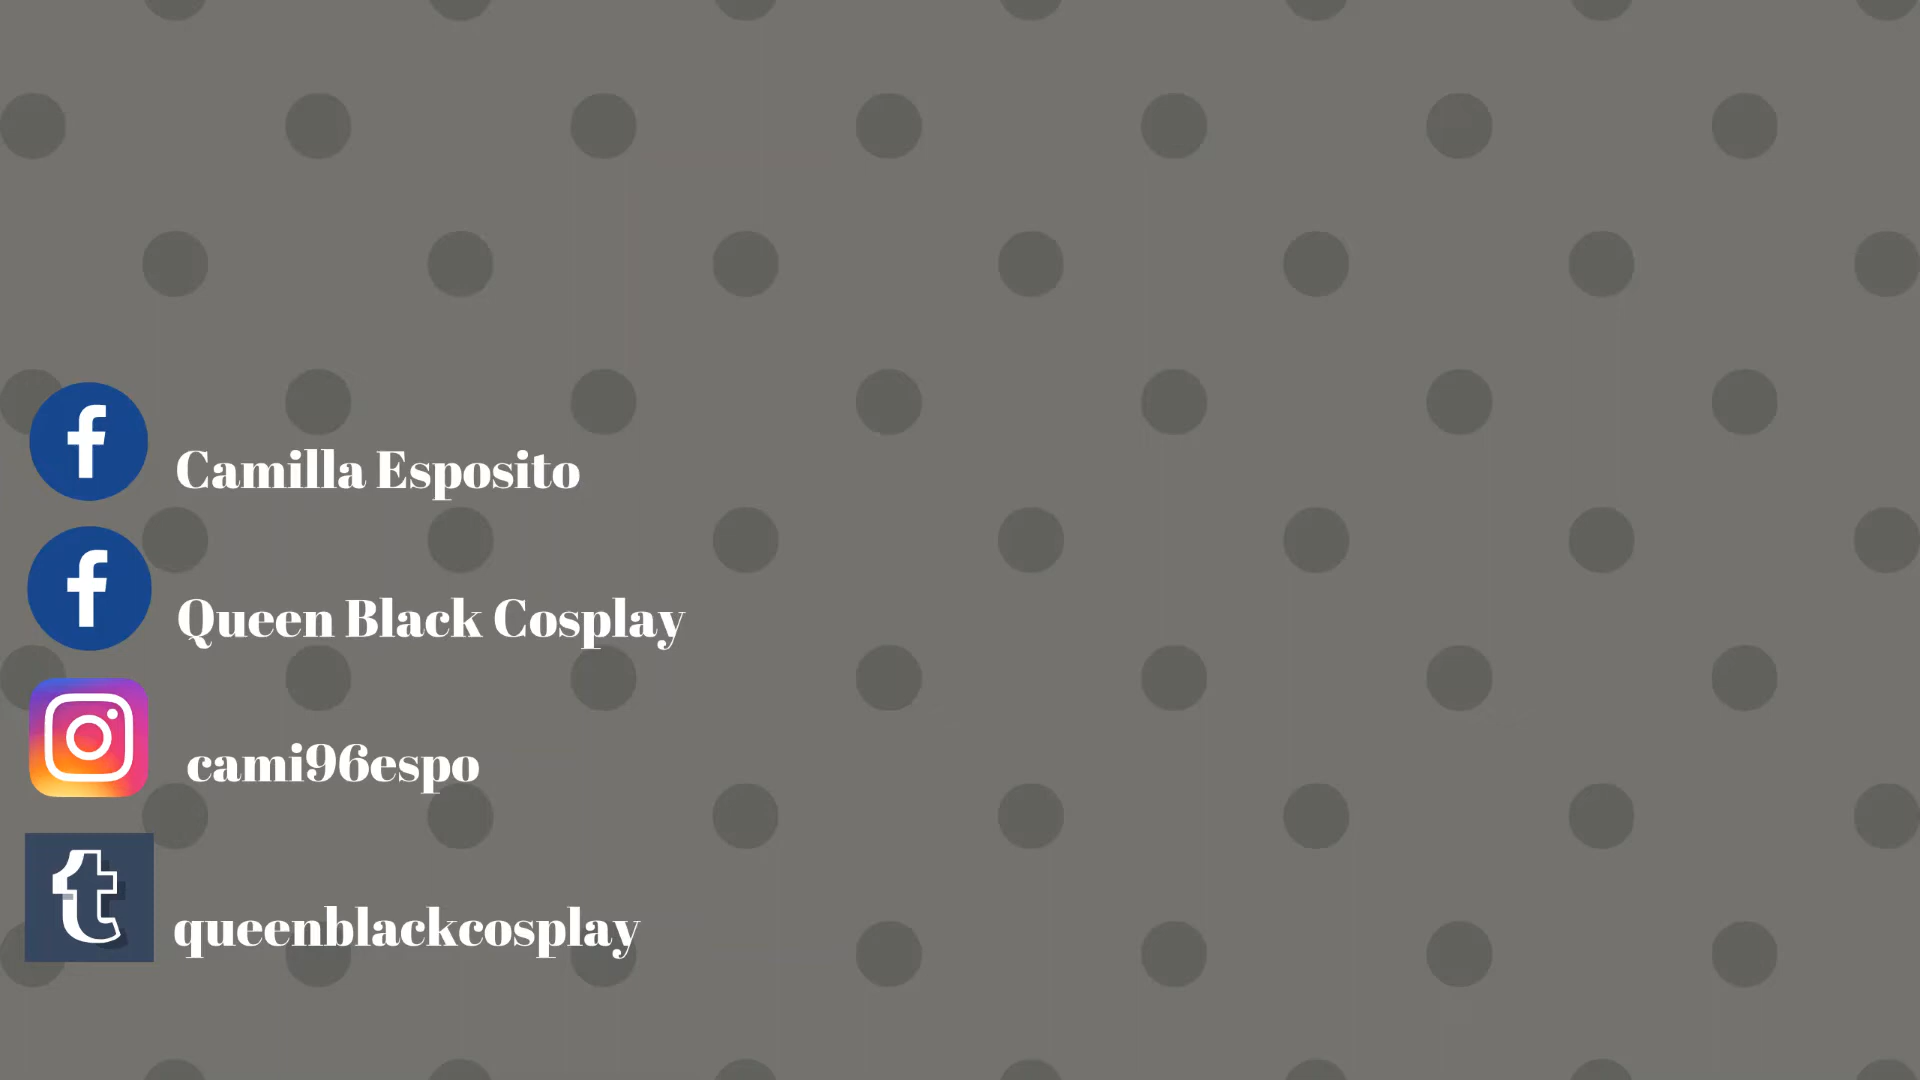 Camilla Esposito
Queen Black Cosplay
cami96espo
queenblackcosplay